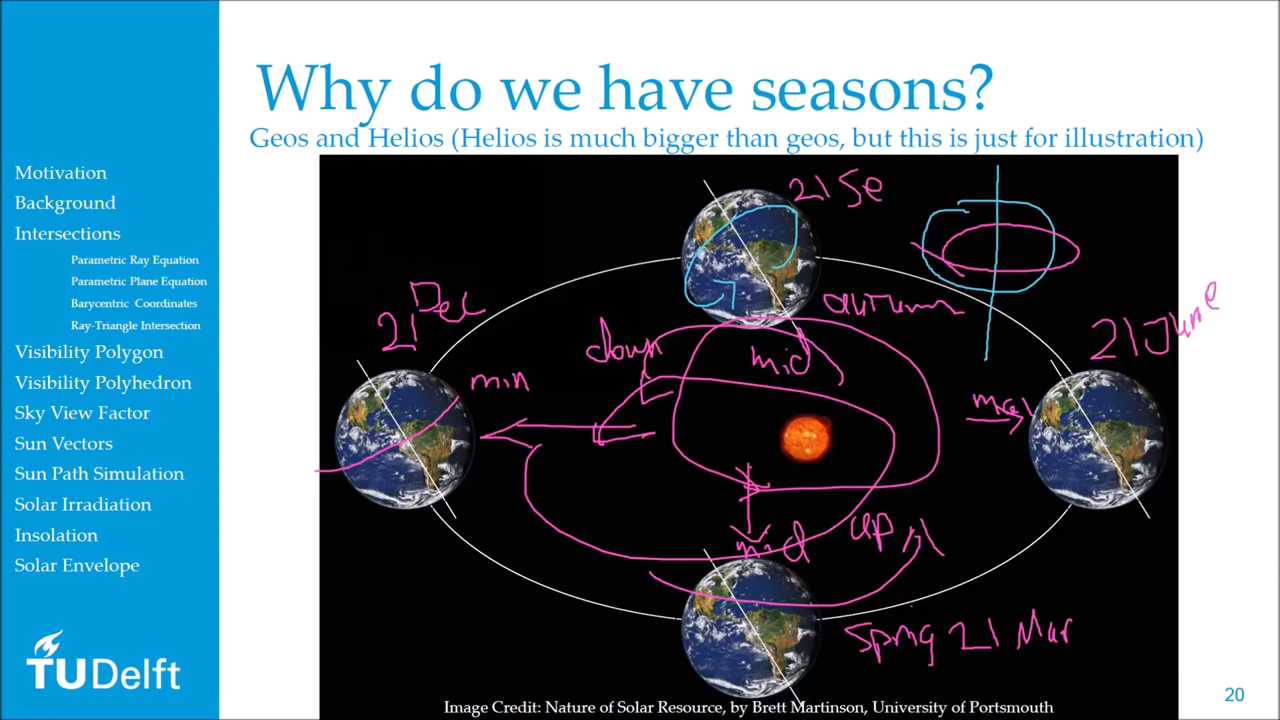 Why do we have seasons?
Geos and Helios (Helios is much bigger than geos, but this is just for illustration)
Motivation
Background
Intersections
Parametric Ray Equation
Parametric Plane Equation
Barycentric Coordinates
Ray-Triangle Intersection
Visibility Polygon
Visibility Polyhedron
Sky View Factor
Sun Vectors
Sun Path Simulation
Solar Irradiation
Insolation
Solar Envelope
TUDelft
21 Se
21 Dec
autumn
21 June
down
mid
min
mid
up
Spring 21 Mar
Image Credit: Nature of Solar Resource, by Brett Martinson, University of Portsmouth
20